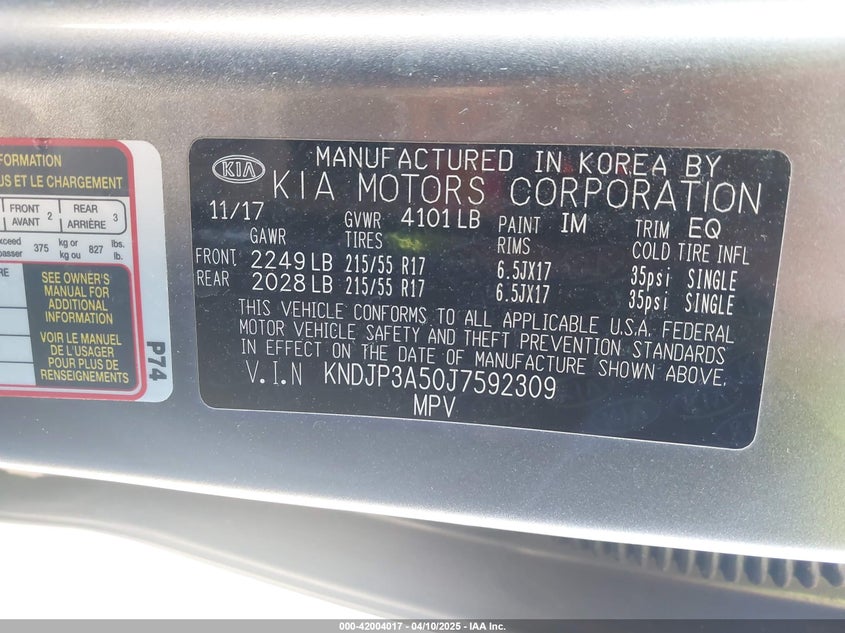 FORMATION
US ET LE CHARGEMENT
FRONT
AVANT 2
REAR
ARRIÈRE 3
xceed
passer
375
kg or
kg ou
827
lbs.
lb.
RE
SEE OWNER'S
MANUAL FOR
ADDITIONAL
INFORMATION
VOIR LE MANUEL
DE L'USAGER
POUR PLUS DE
RENSEIGNEMENTS
P74
KIA
MANUFACTURED IN KOREA BY
KIA MOTORS CORPORATION
11/17 GVWR 4101 LB PAINT IM TRIM EQ
GAWR TIRES RIMS COLD TIRE INFL
FRONT 2249 LB 215/55 R17 6.5JX17 35psi SINGLE
REAR 2028 LB 215/55 R17 6.5JX17 35psi SINGLE
THIS VEHICLE CONFORMS TO ALL APPLICABLE U.S.A. FEDERAL
MOTOR VEHICLE SAFETY AND THEFT PREVENTION STANDARDS
IN EFFECT ON THE DATE OF MANUFACTURE SHOWN ABOVE.
V.I.N KNDJP3A50J7592309
MPV
000-42004017 - 04/10/2025 - IAA Inc.